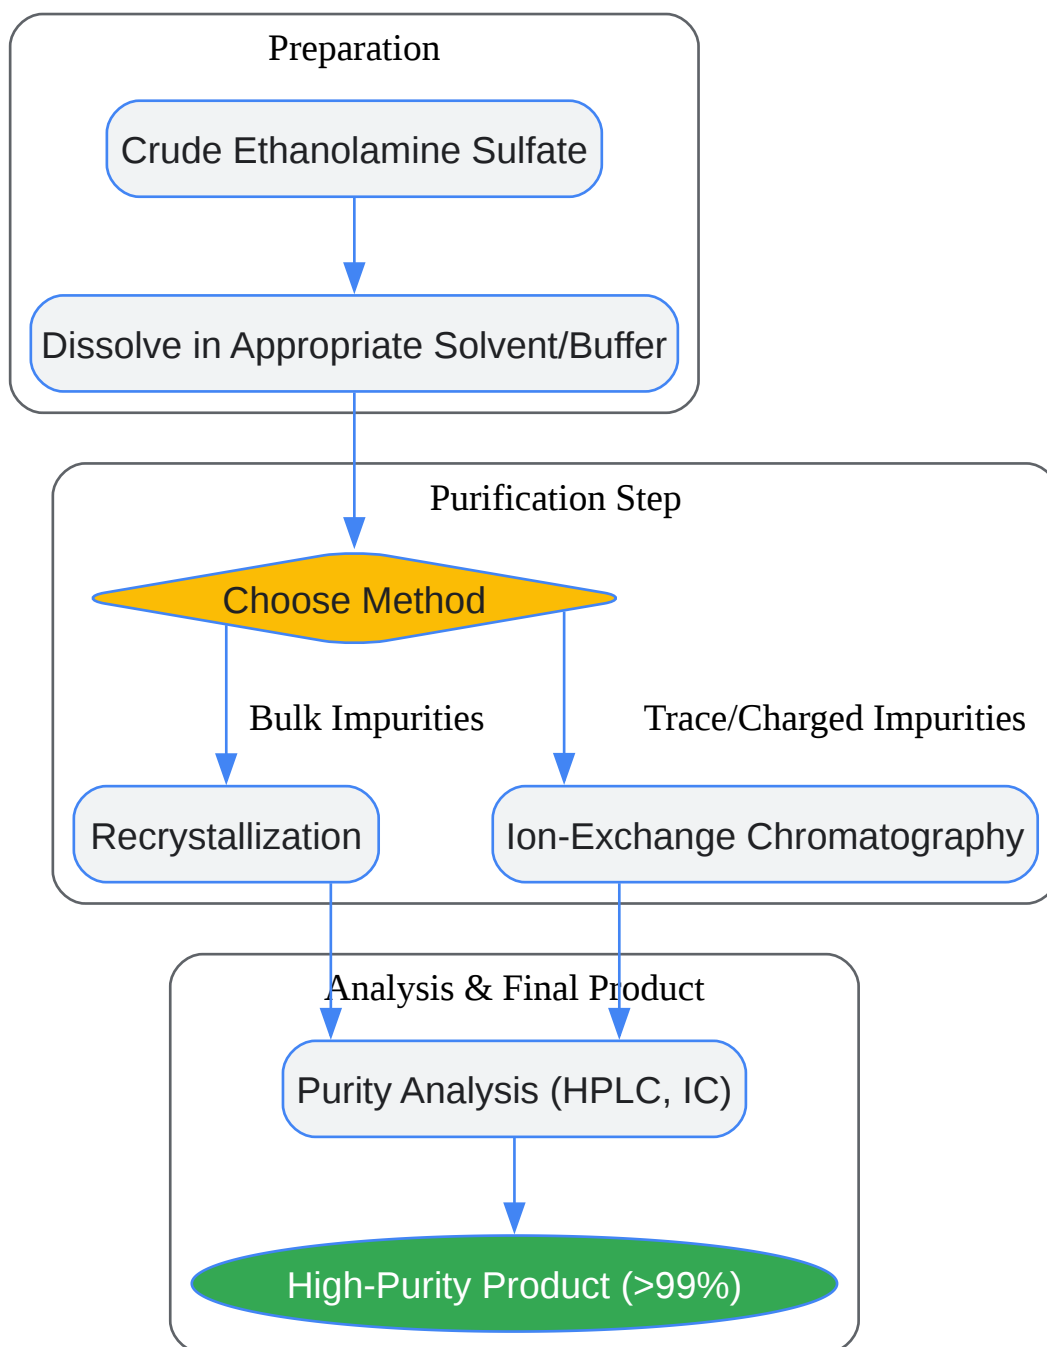 Preparation
Crude Ethanolamine Sulfate
Dissolve in Appropriate Solvent/Buffer
Purification Step
Choose Method
Bulk Impurities
Trace/Charged Impurities
Recrystallization
Ion-Exchange Chromatography
Analysis & Final Product
Purity Analysis (HPLC, IC)
High-Purity Product (>99%)